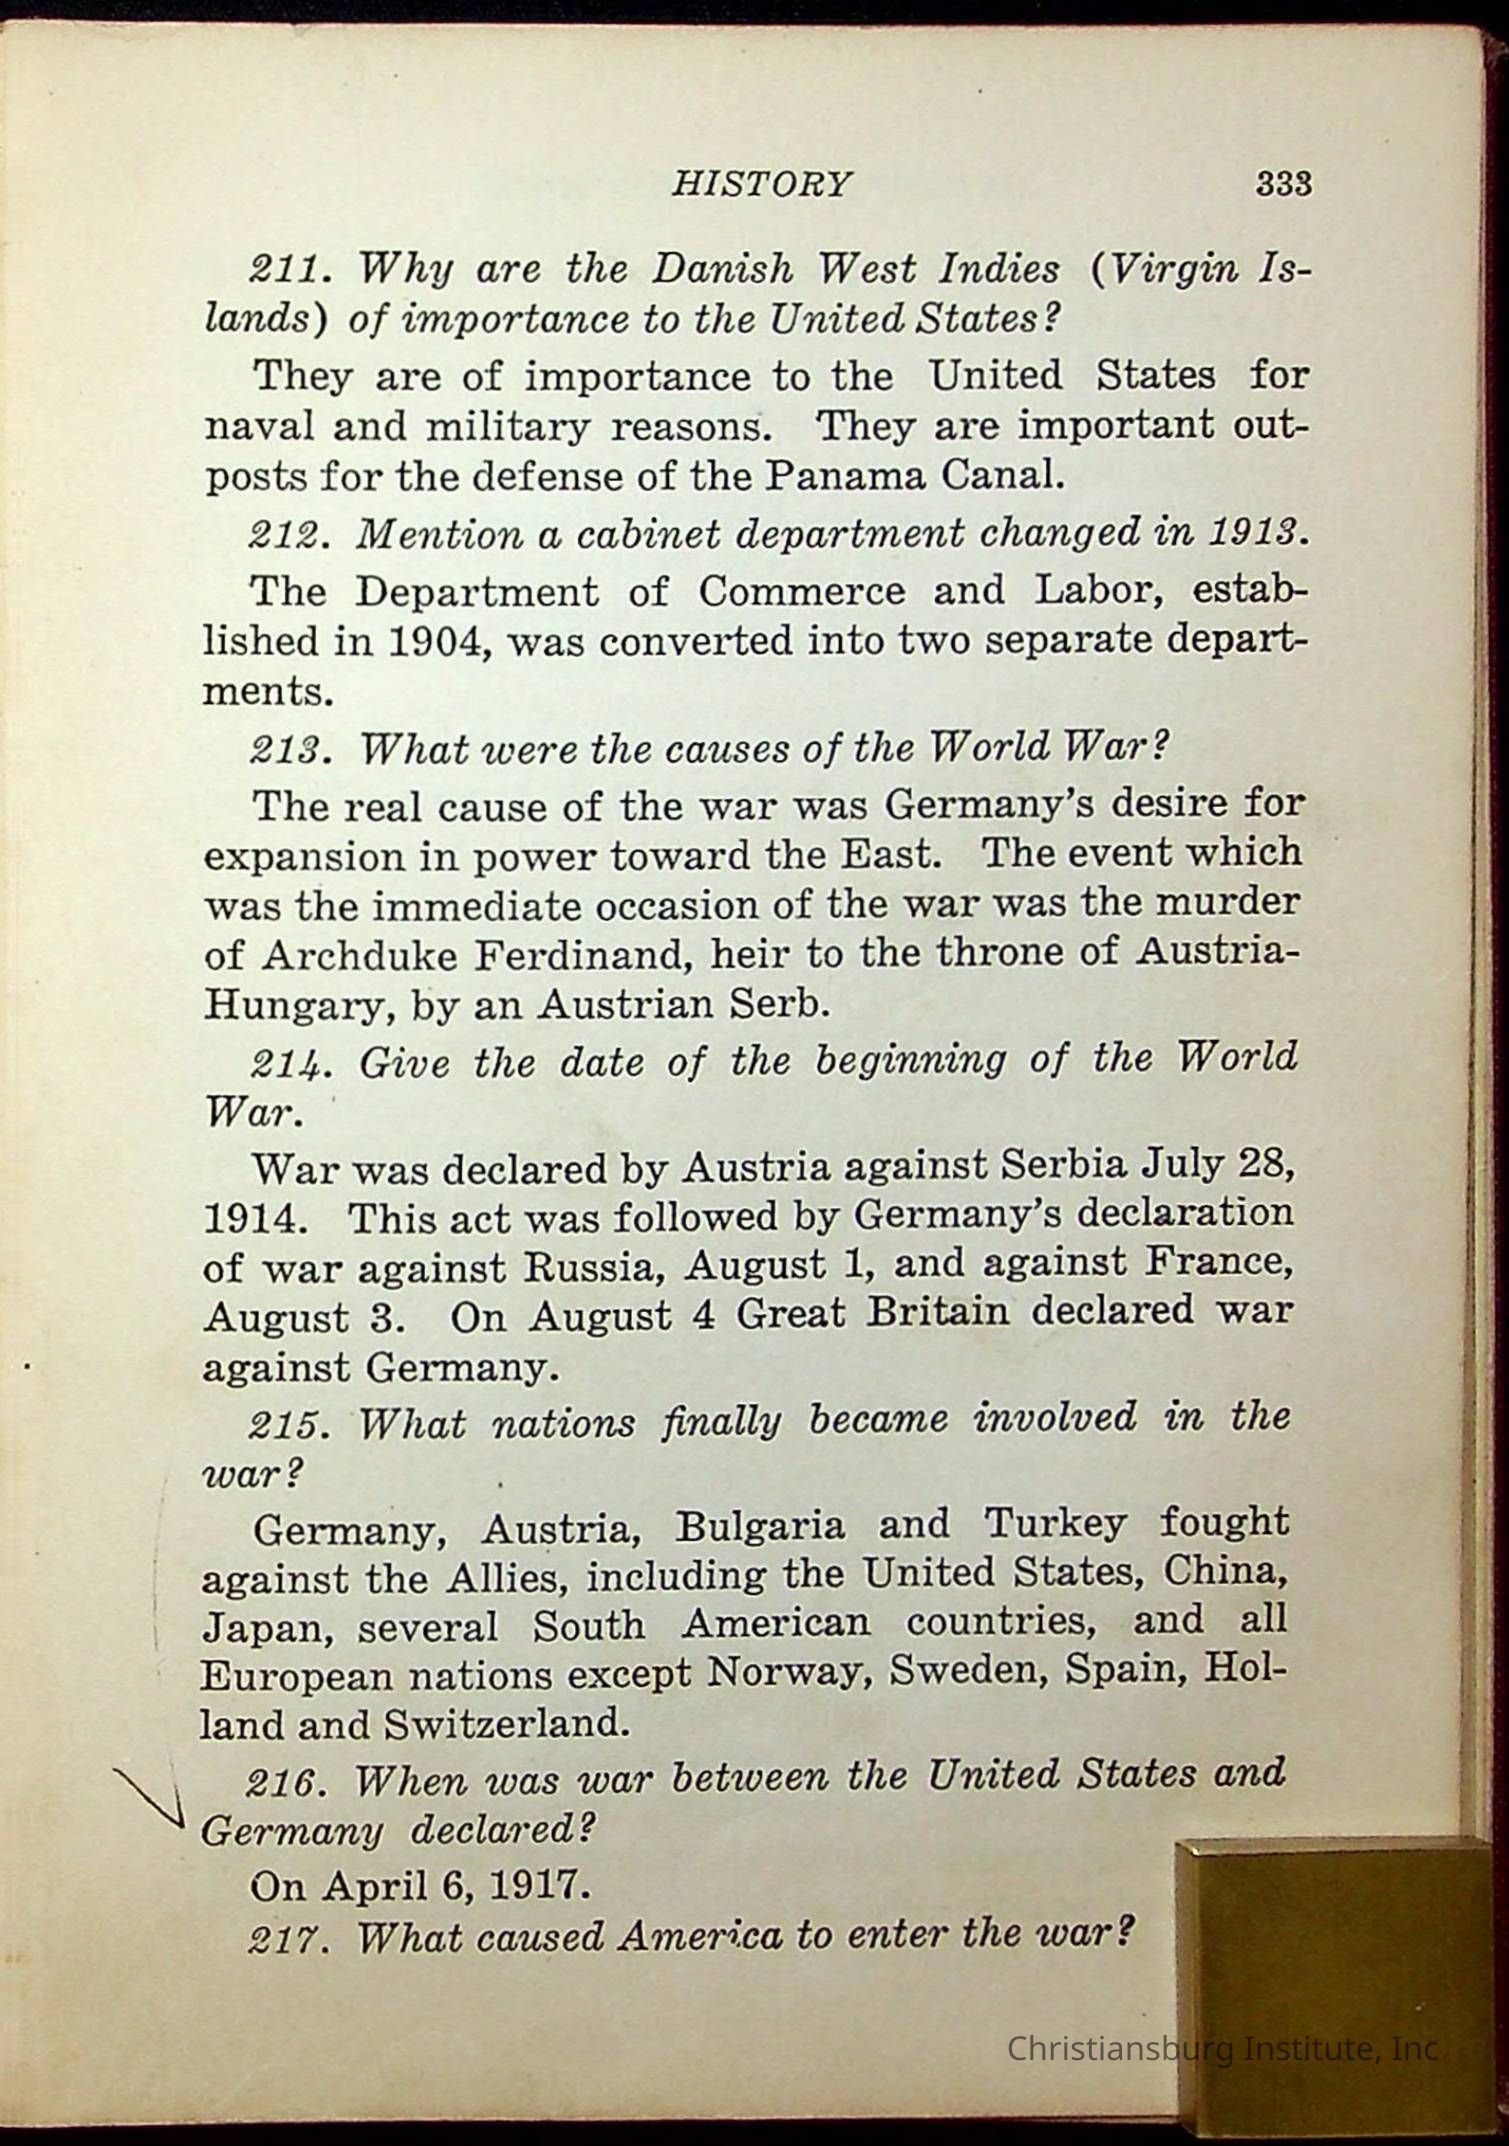 HISTORY 333
211. Why are the Danish West Indies (Virgin Is-
lands) of importance to the United States?
They are of importance to the United States for
naval and military reasons. They are important out-
posts for the defense of the Panama Canal.
212. Mention a cabinet department changed in 1913.
The Department of Commerce and Labor, estab-
lished in 1904, was converted into two separate depart-
ments.
213. What were the causes of the World War?
The real cause of the war was Germany's desire for
expansion in power toward the East. The event which
was the immediate occasion of the war was the murder
of Archduke Ferdinand, heir to the throne of Austria-
Hungary, by an Austrian Serb.
214. Give the date of the beginning of the World
War.
War was declared by Austria against Serbia July 28,
1914. This act was followed by Germany's declaration
of war against Russia, August 1, and against France,
August 3. On August 4 Great Britain declared war
against Germany.
215. What nations finally became involved in the
war?
Germany, Austria, Bulgaria and Turkey fought
against the Allies, including the United States, China,
Japan, several South American countries, and all
European nations except Norway, Sweden, Spain, Hol-
land and Switzerland.
216. When was war between the United States and
Germany declared?
On April 6, 1917.
217. What caused America to enter the war?
Christiansburg Institute, Inc